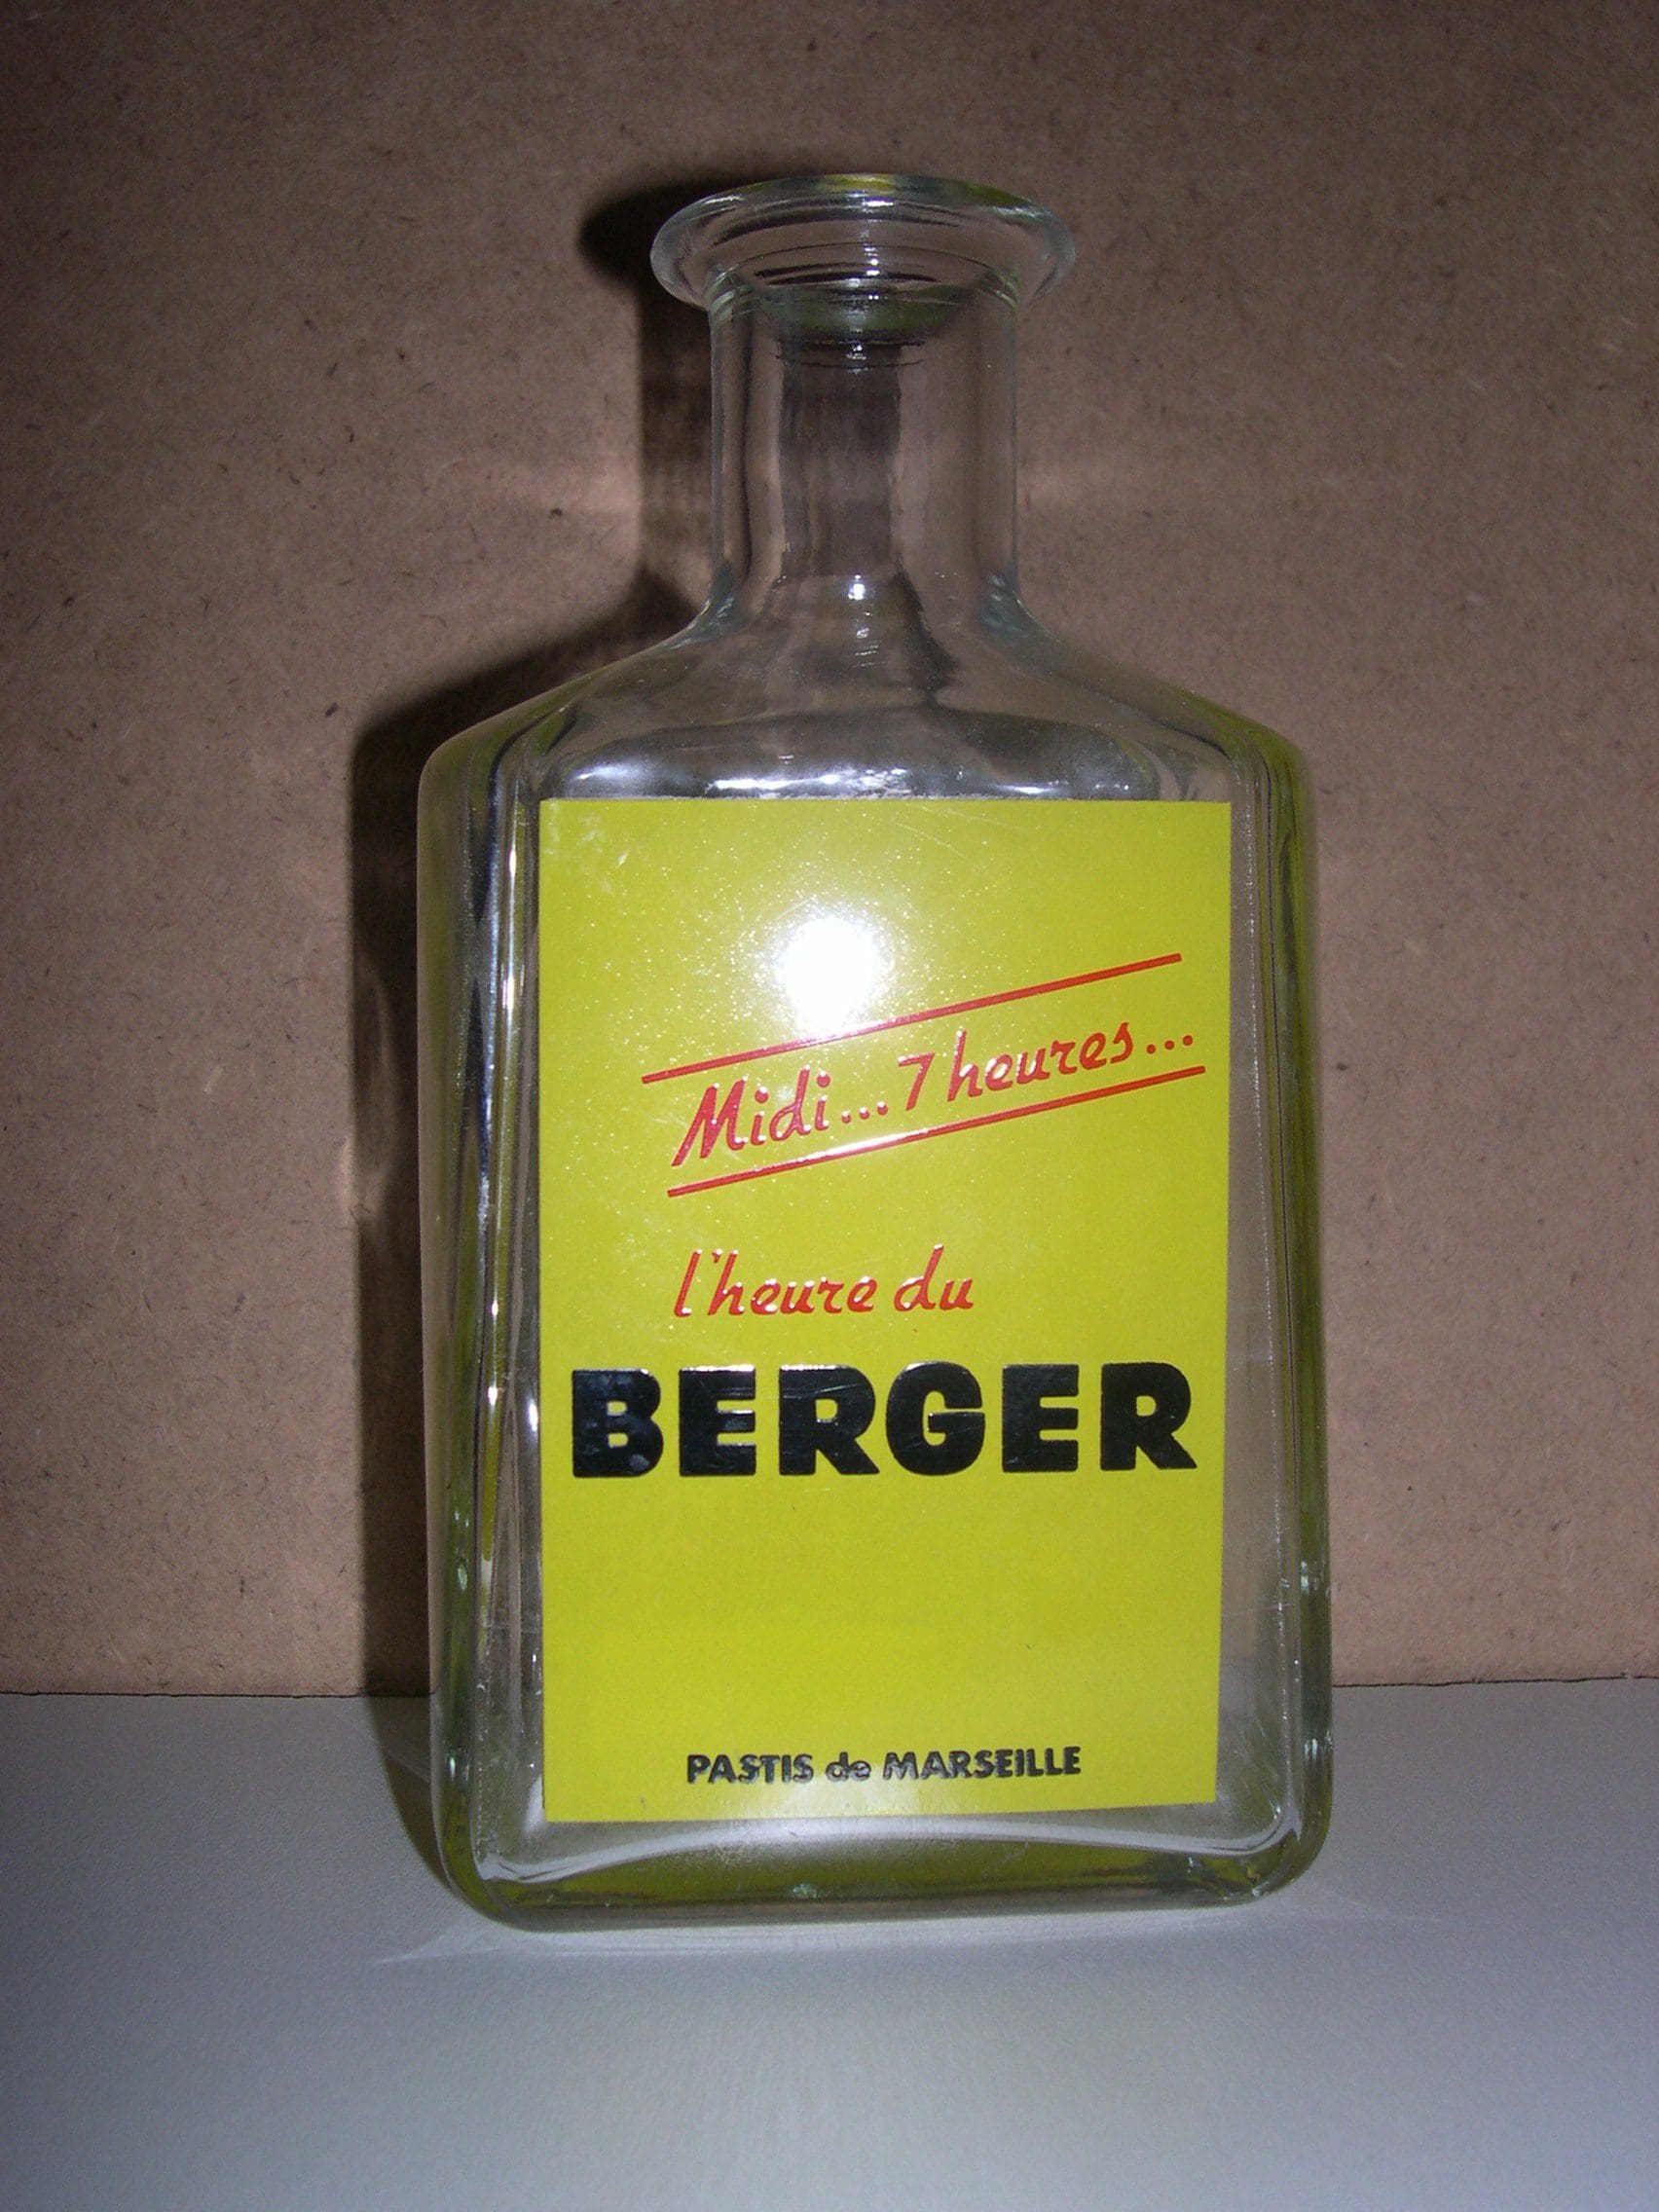 Midi... 7 heures...
l'heure du
BERGER
PASTIS de MARSEILLE